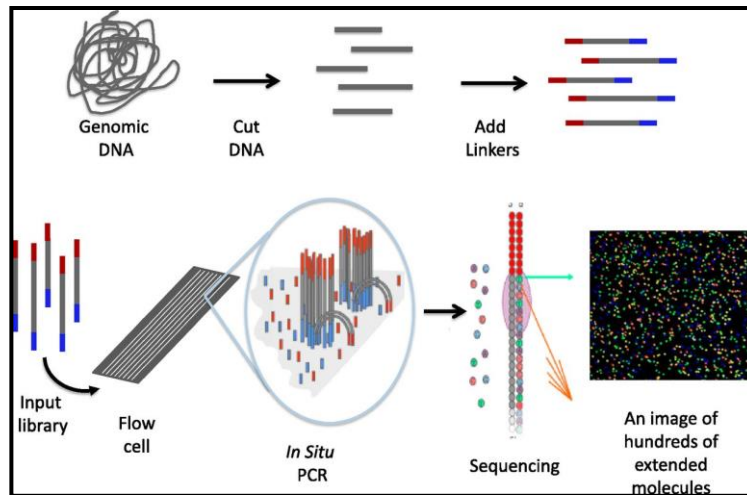 Genomic
DNA
Cut
DNA
Add
Linkers
Input
library
Flow
cell
In Situ
PCR
Sequencing
An image of
hundreds of
extended
molecules